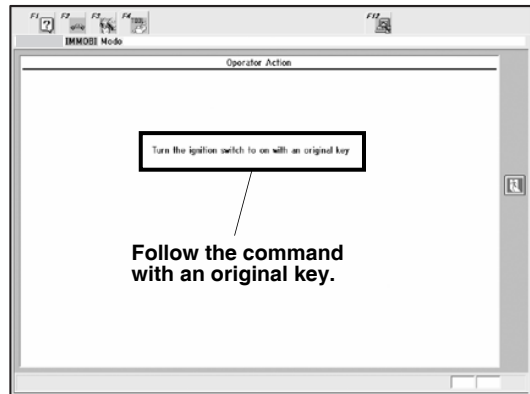 F1 F2 F3 F4 F12
IMMOBI Mode
Operator Action
Turn the ignition switch to on with an original key
Follow the command
with an original key.